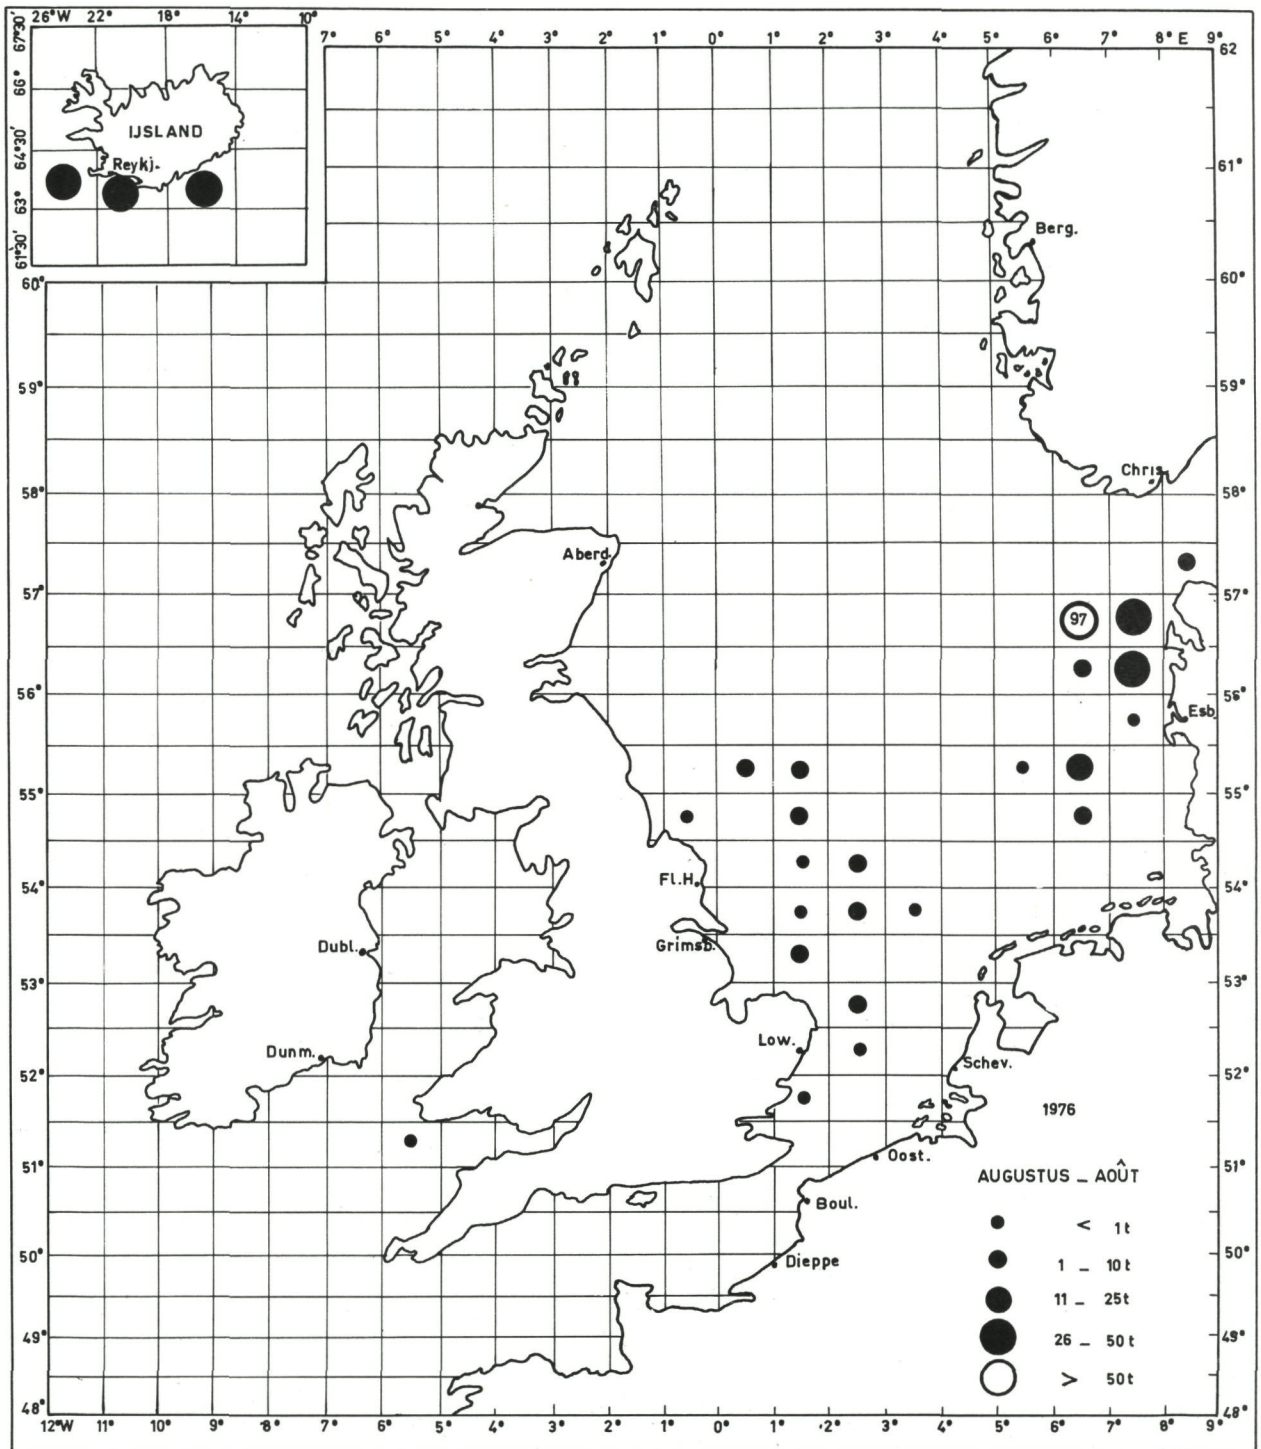 26°W 22° 18° 14° 10°
67°30' 66° 64°30' 63° 61°30'
IJSLAND
Reykj.
7° 6° 5° 4° 3° 2° 1° 0° 1° 2° 3° 4° 5° 6° 7° 8° E 9°
62
61°
Berg.
60° 60°
59° 59°
Chris
58° 58°
Aberd.
57° 57°
97
56° 56°
Esb
55° 55°
54° 54°
Fl.H.
Dubl.
Grimsb.
53° 53°
Low.
Dunm.
Schev.
52° 52°
1976
51° 51°
Oost.
AUGUSTUS _ AOÛT
Boul.
< 1t
50° 50°
Dieppe
1 _ 10t
11 _ 25t
49° 49°
26 _ 50t
> 50t
48° 48°
12°W 11° 10° 9° 8° 7° 6° 5° 4° 3° 2° 1° 0° 1° 2° 3° 4° 5° 6° 7° 8° 9°